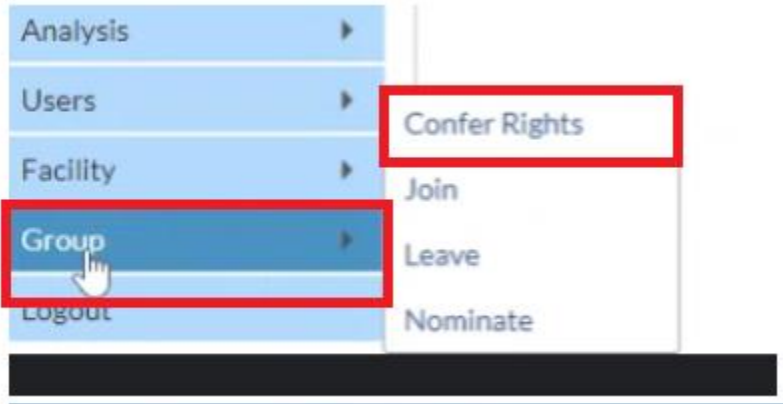 Analysis
Users
Facility
Group
Logout
Confer Rights
Join
Leave
Nominate